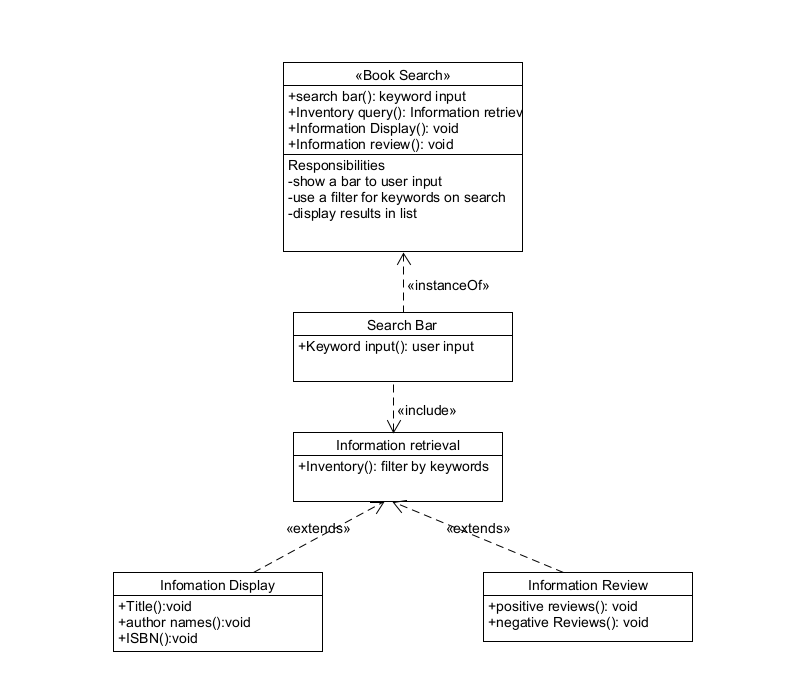 «Book Search»
+search bar(): keyword input
+Inventory query(): Information retriev
+Information Display(): void
+Information review(): void
Responsibilities
-show a bar to user input
-use a filter for keywords on search
-display results in list
«instanceOf»
Search Bar
+Keyword input(): user input
«include»
Information retrieval
+Inventory(): filter by keywords
«extends»
«extends»
Infomation Display
+Title():void
+author names():void
+ISBN():void
Information Review
+positive reviews(): void
+negative Reviews(): void